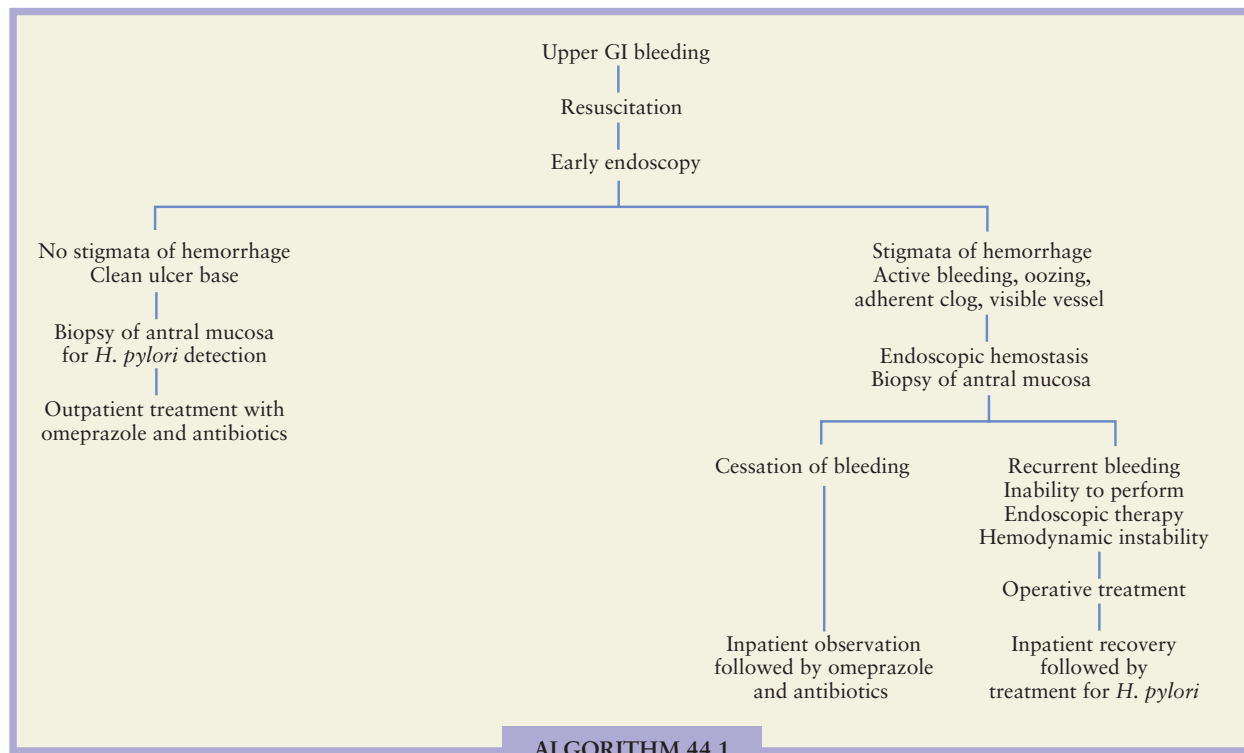 Upper GI bleeding
Resuscitation
Early endoscopy
No stigmata of hemorrhage
Clean ulcer base
Biopsy of antral mucosa
for H. pylori detection
Outpatient treatment with
omeprazole and antibiotics
Stigmata of hemorrhage
Active bleeding, oozing,
adherent clog, visible vessel
Endoscopic hemostasis
Biopsy of antral mucosa
Cessation of bleeding
Inpatient observation
followed by omeprazole
and antibiotics
Recurrent bleeding
Inability to perform
Endoscopic therapy
Hemodynamic instability
Operative treatment
Inpatient recovery
followed by
treatment for H. pylori
ALGORITHM 44.1